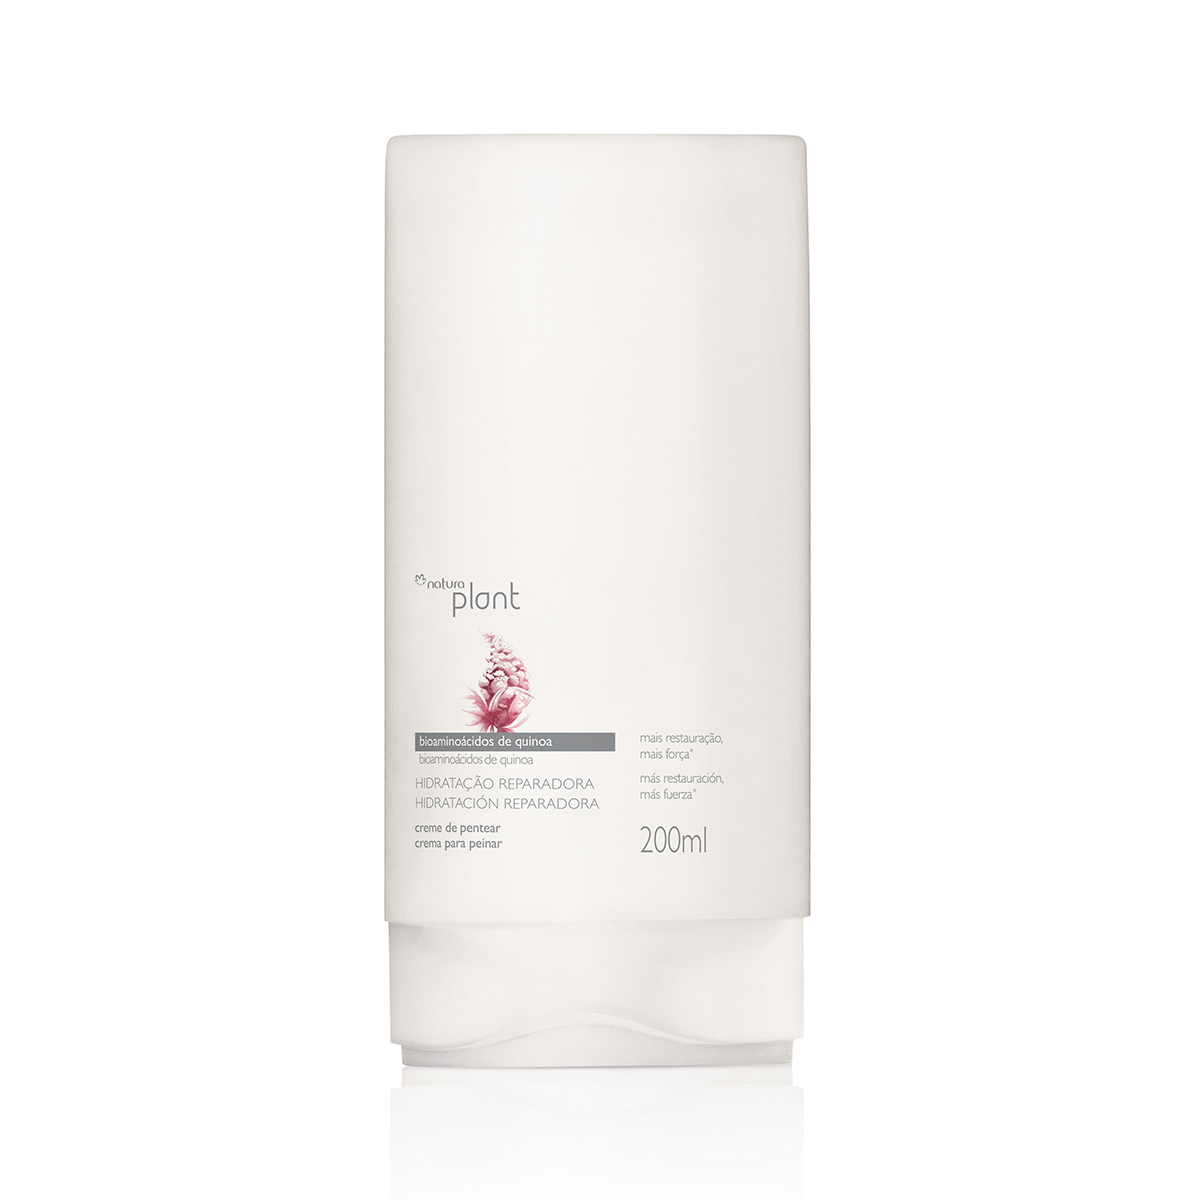 natura
plant
bioaminoácidos de quinoa
bioaminoácidos de quinoa
HIDRATAÇÃO REPARADORA
HIDRATACIÓN REPARADORA
creme de pentear
crema para peinar
mais restauração,
mais força*
más restauración,
más fuerza*
200ml